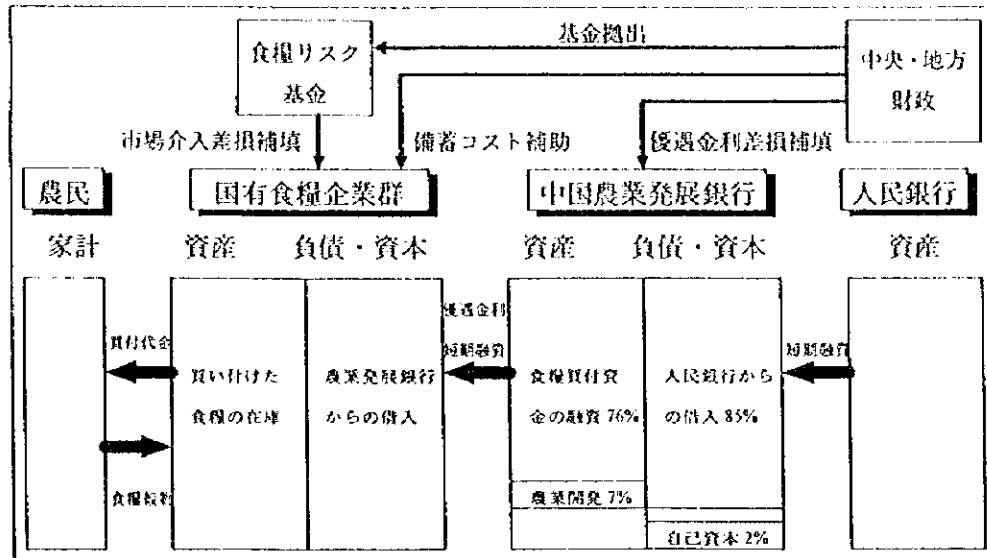 基金拠出
食糧リスク
基金
中央・地方
財政
市場介入差損補填
備蓄コスト補助
優遇金利差損補填
農民
国有食糧企業群
中国農業発展銀行
人民銀行
家計
資産
負債・資本
資産
負債・資本
資産
買付代金
優遇金利
短期融資
短期融資
買い付けた
食糧の在庫
農業発展銀行
からの借入
食糧買付資
金の融資 76%
人民銀行から
の借入 85%
農業開発 7%
自己資本 2%